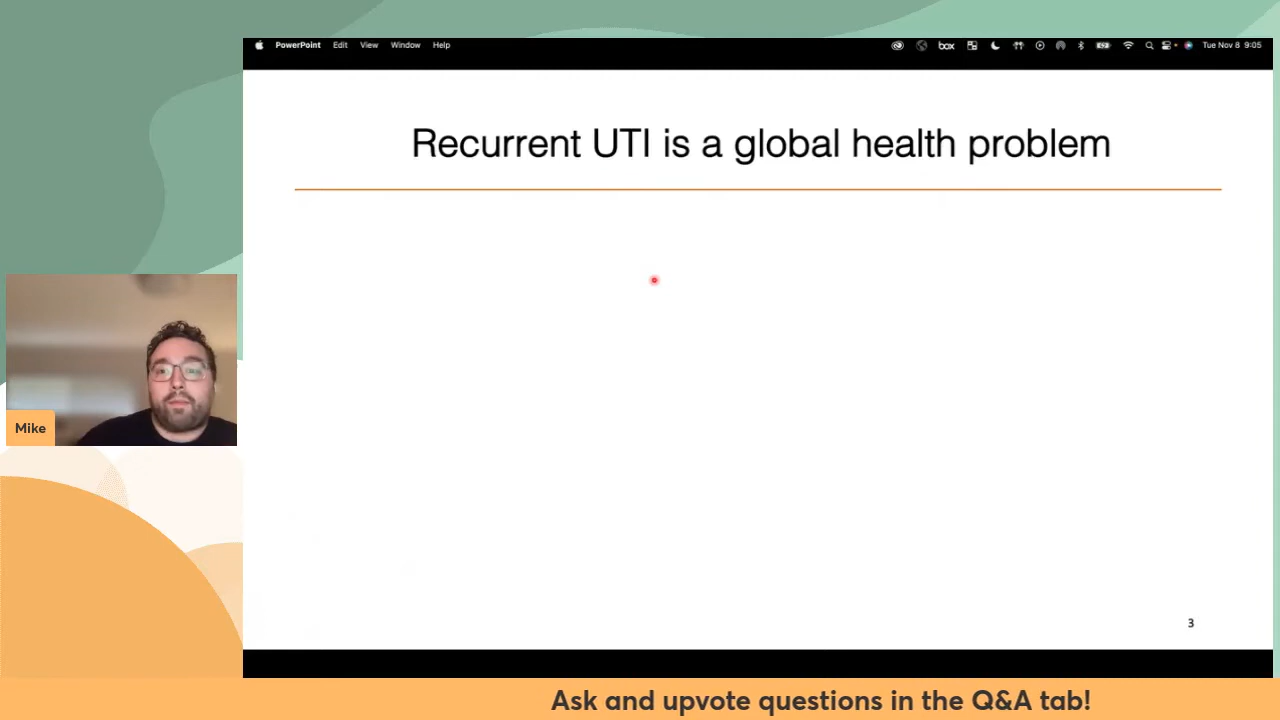 PowerPoint Edit View Window Help box Tue Nov 8 9:05
Recurrent UTI is a global health problem
Mike
3
Ask and upvote questions in the Q&A tab!